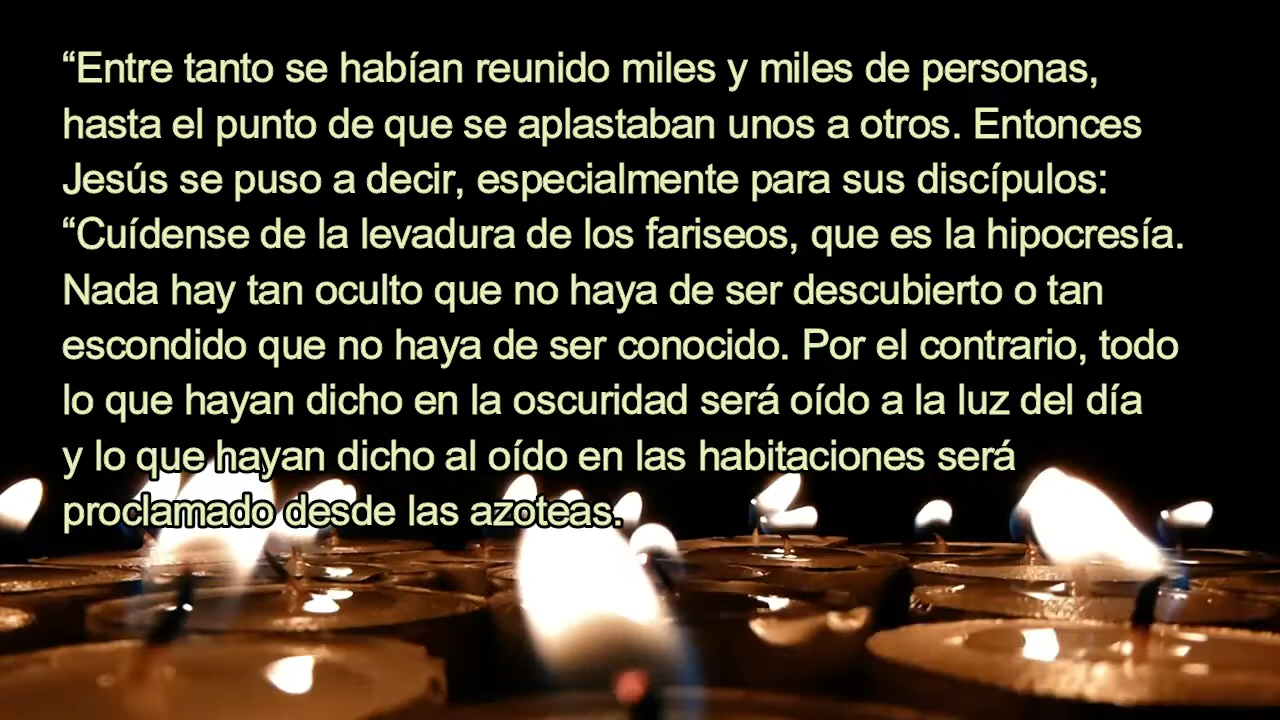 “Entre tanto se habían reunido miles y miles de personas,
hasta el punto de que se aplastaban unos a otros. Entonces
Jesús se puso a decir, especialmente para sus discípulos:
“Cuídense de la levadura de los fariseos, que es la hipocresía.
Nada hay tan oculto que no haya de ser descubierto o tan
escondido que no haya de ser conocido. Por el contrario, todo
lo que hayan dicho en la oscuridad será oído a la luz del día
y lo que hayan dicho al oído en las habitaciones será
proclamado desde las azoteas.